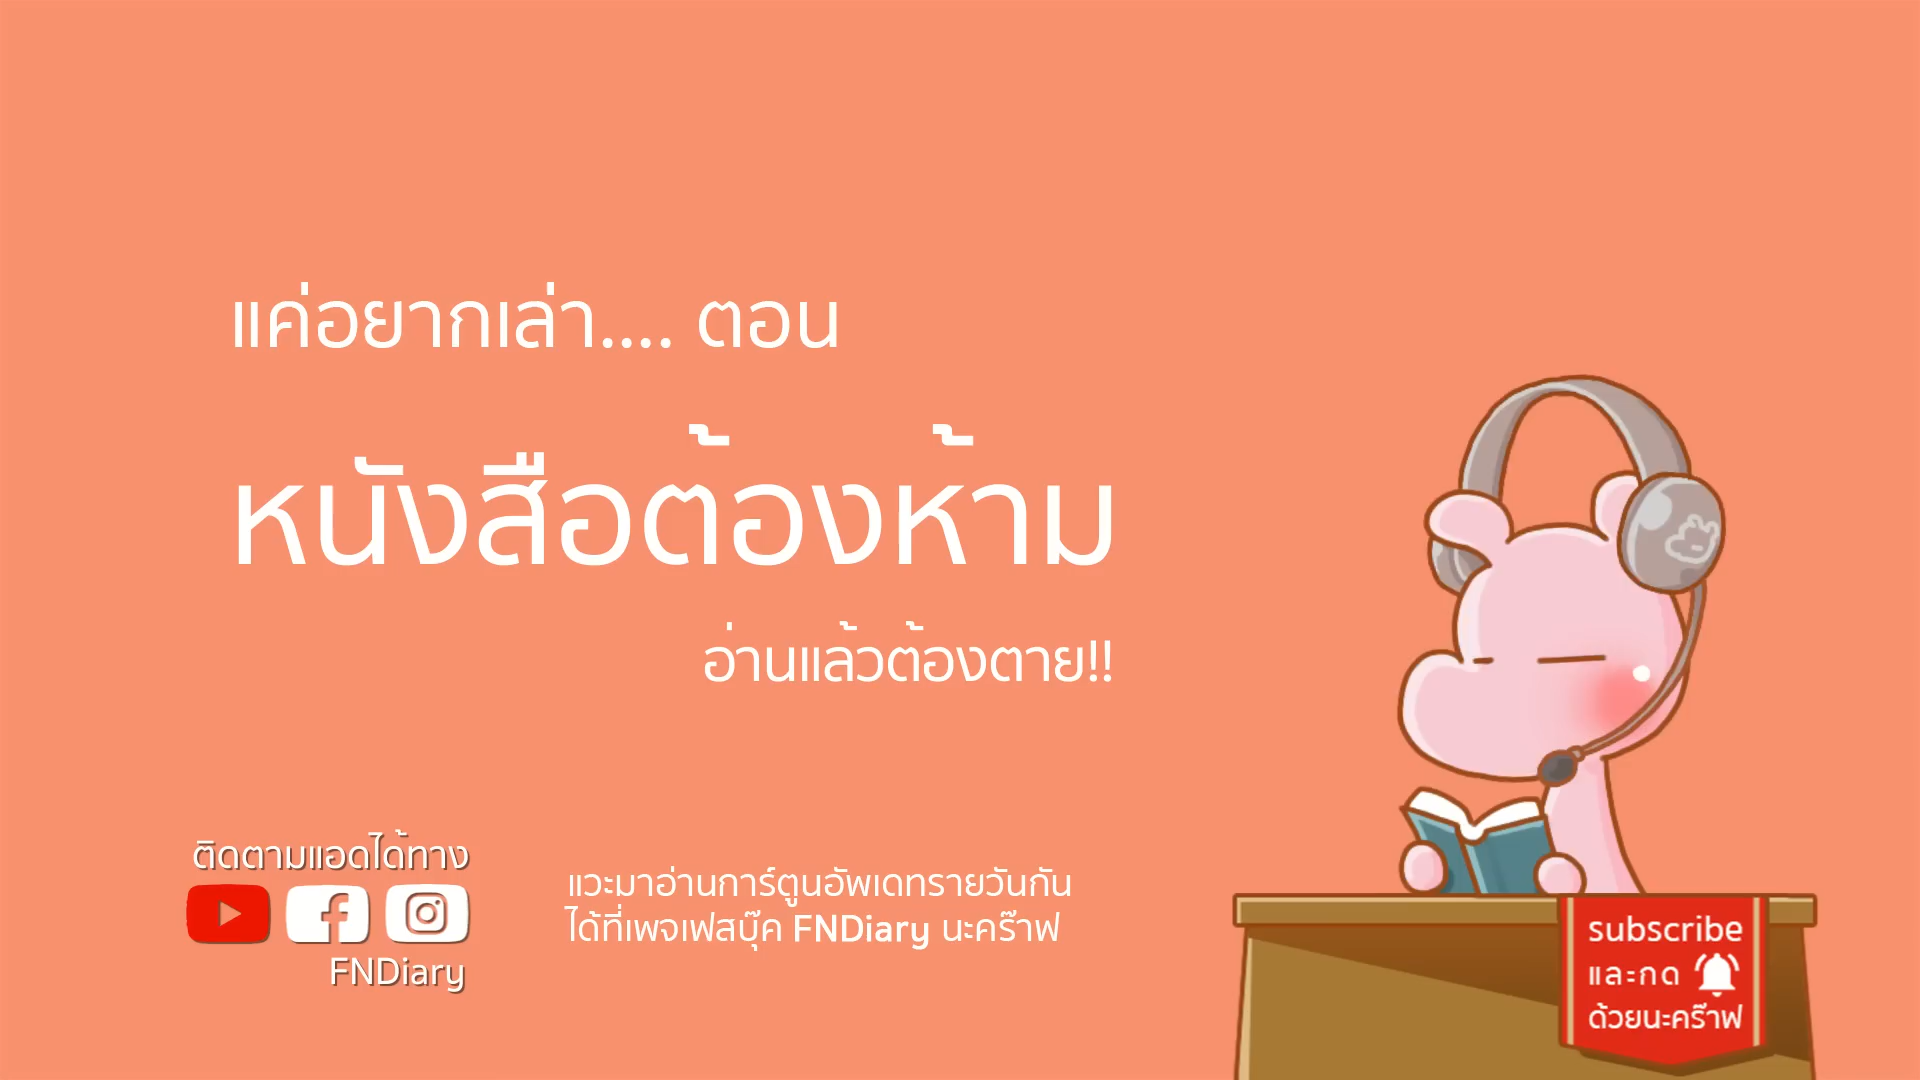 แค่อยากเล่า.... ตอน
หนังสือต้องห้าม
อ่านแล้วต้องตาย!!
ติดตามแอดได้ทาง
FNDiary
แวะมาอ่านการ์ตูนอัพเดทรายวันกัน
ได้ที่เพจเฟสบุ๊ค FNDiary นะคร๊าฟ
subscribe
และกด
ด้วยนะคร๊าฟ